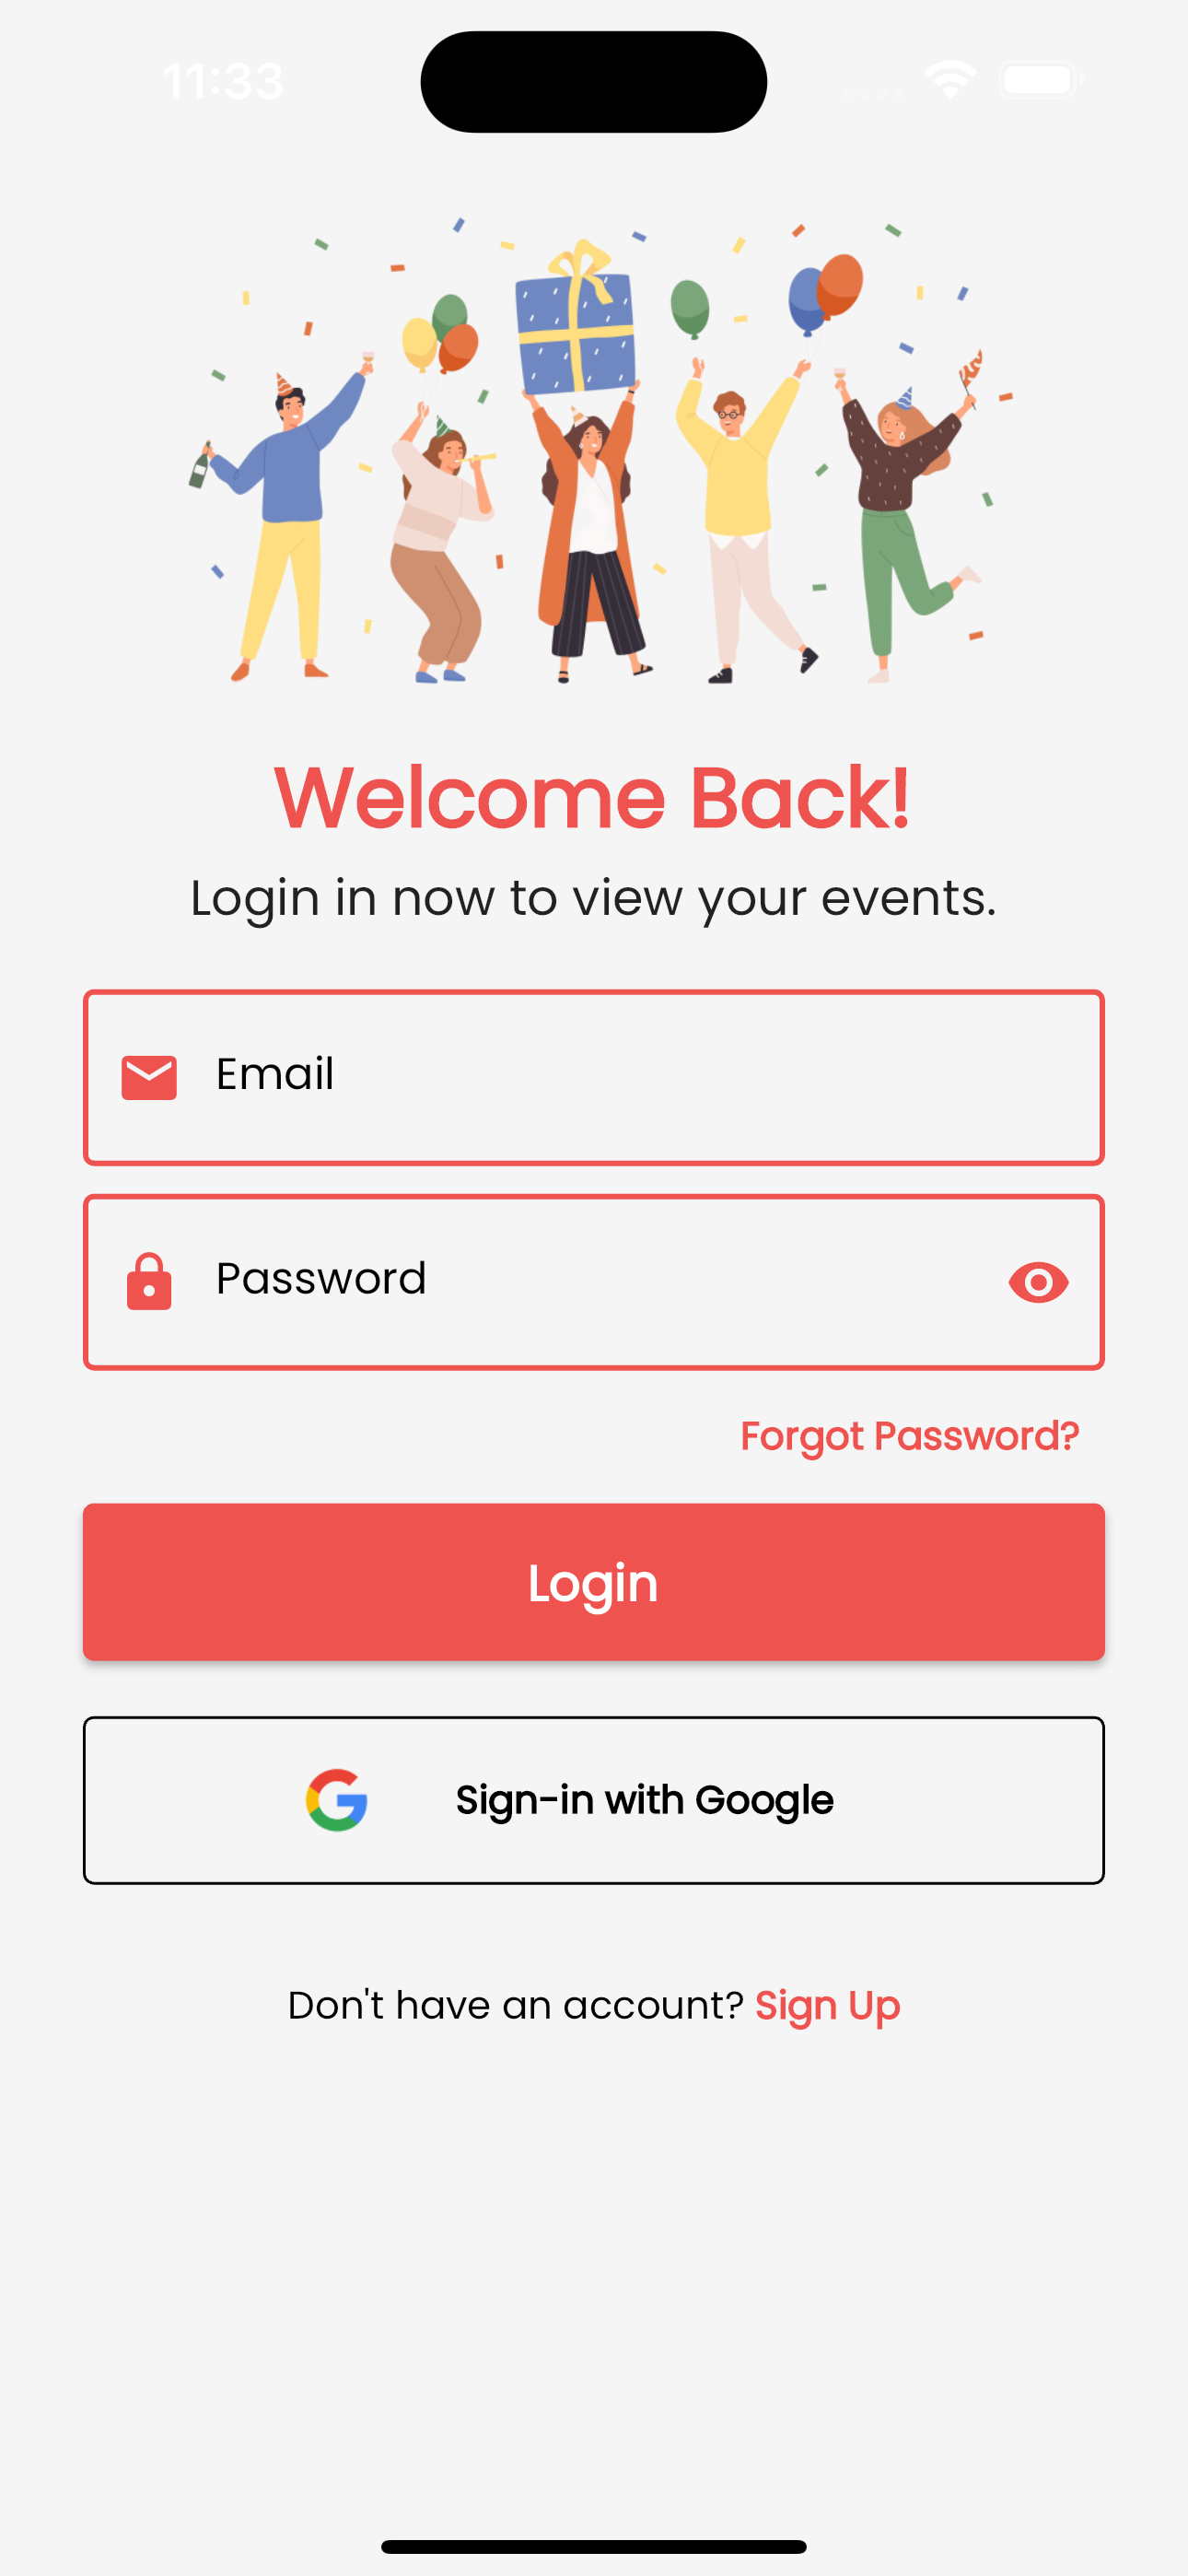 11:33
Welcome Back!
Login in now to view your events.
Email
Password
Forgot Password?
Login
Sign-in with Google
Don't have an account? Sign Up